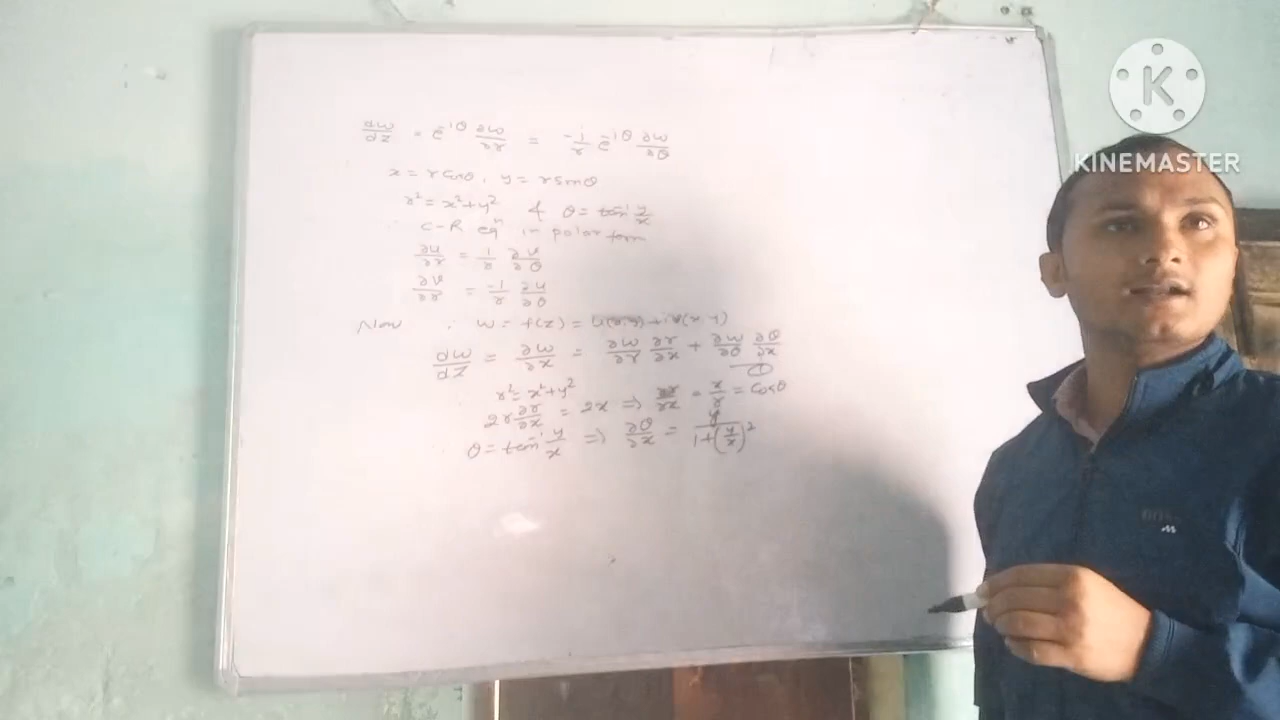 dw/dz = e^-iθ ∂w/∂r = -i/r e^-iθ ∂w/∂θ
x = r cosθ, y = r sinθ
r² = x² + y² & θ = tan⁻¹ y/x
C-R eqⁿ in polar form
∂u/∂r = 1/r ∂v/∂θ
∂v/∂r = -1/r ∂u/∂θ
Now ∵ w = f(z) = u(x,y) + iv(x,y)
dw/dz = ∂w/∂x = ∂w/∂r ∂r/∂x + ∂w/∂θ ∂θ/∂x
①
∵ r² = x² + y²
2r ∂r/∂x = 2x ⇒ ∂r/∂x = x/r = cosθ
∵ θ = tan⁻¹ y/x ⇒ ∂θ/∂x = y/1+(y/x)²
K
KINEMASTER